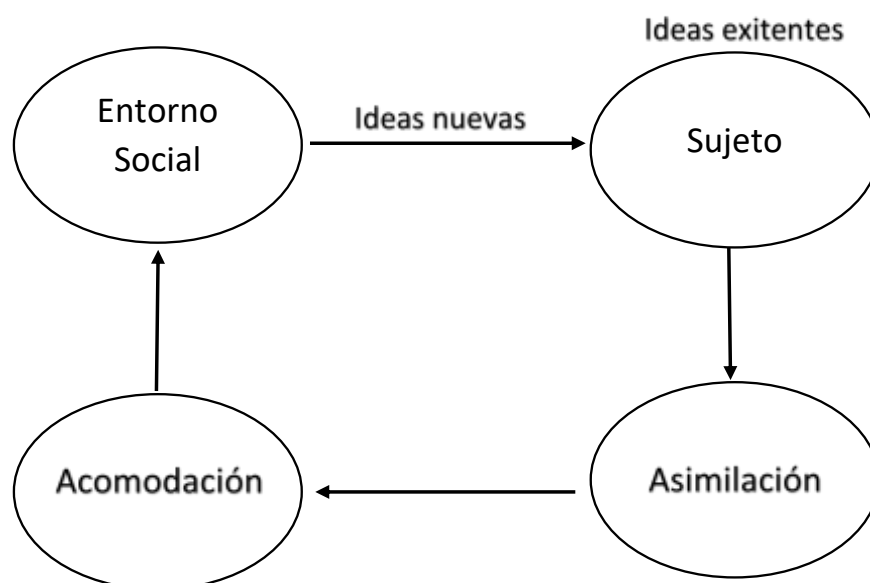 Ideas exitentes
Entorno
Social
Ideas nuevas
Sujeto
Acomodación
Asimilación